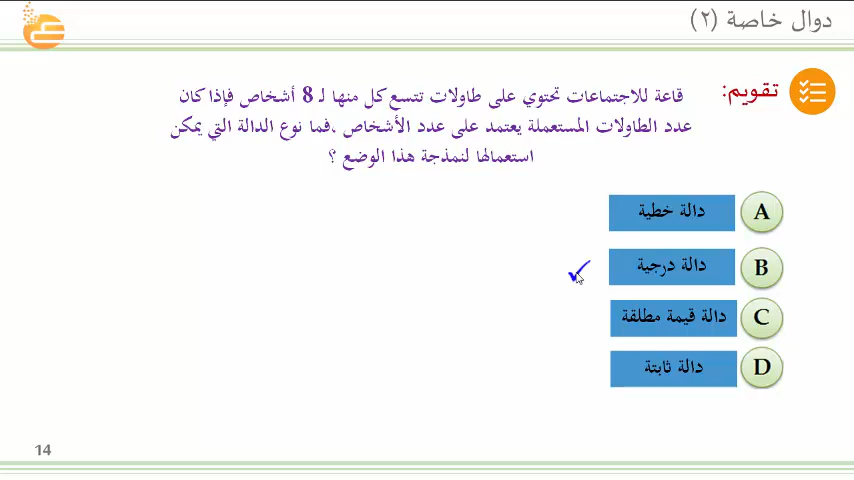 دوال خاصة (٢)
تقويم:
قاعة للاجتماعات تحتوي على طاولات تتسع كل منها لـ 8 أشخاص فإذا كان
عدد الطاولات المستعملة يعتمد على عدد الأشخاص ،فما نوع الدالة التي يمكن
استعمالها لنمذجة هذا الوضع ؟
A دالة خطية
B دالة درجية
C دالة قيمة مطلقة
D دالة ثابتة
14